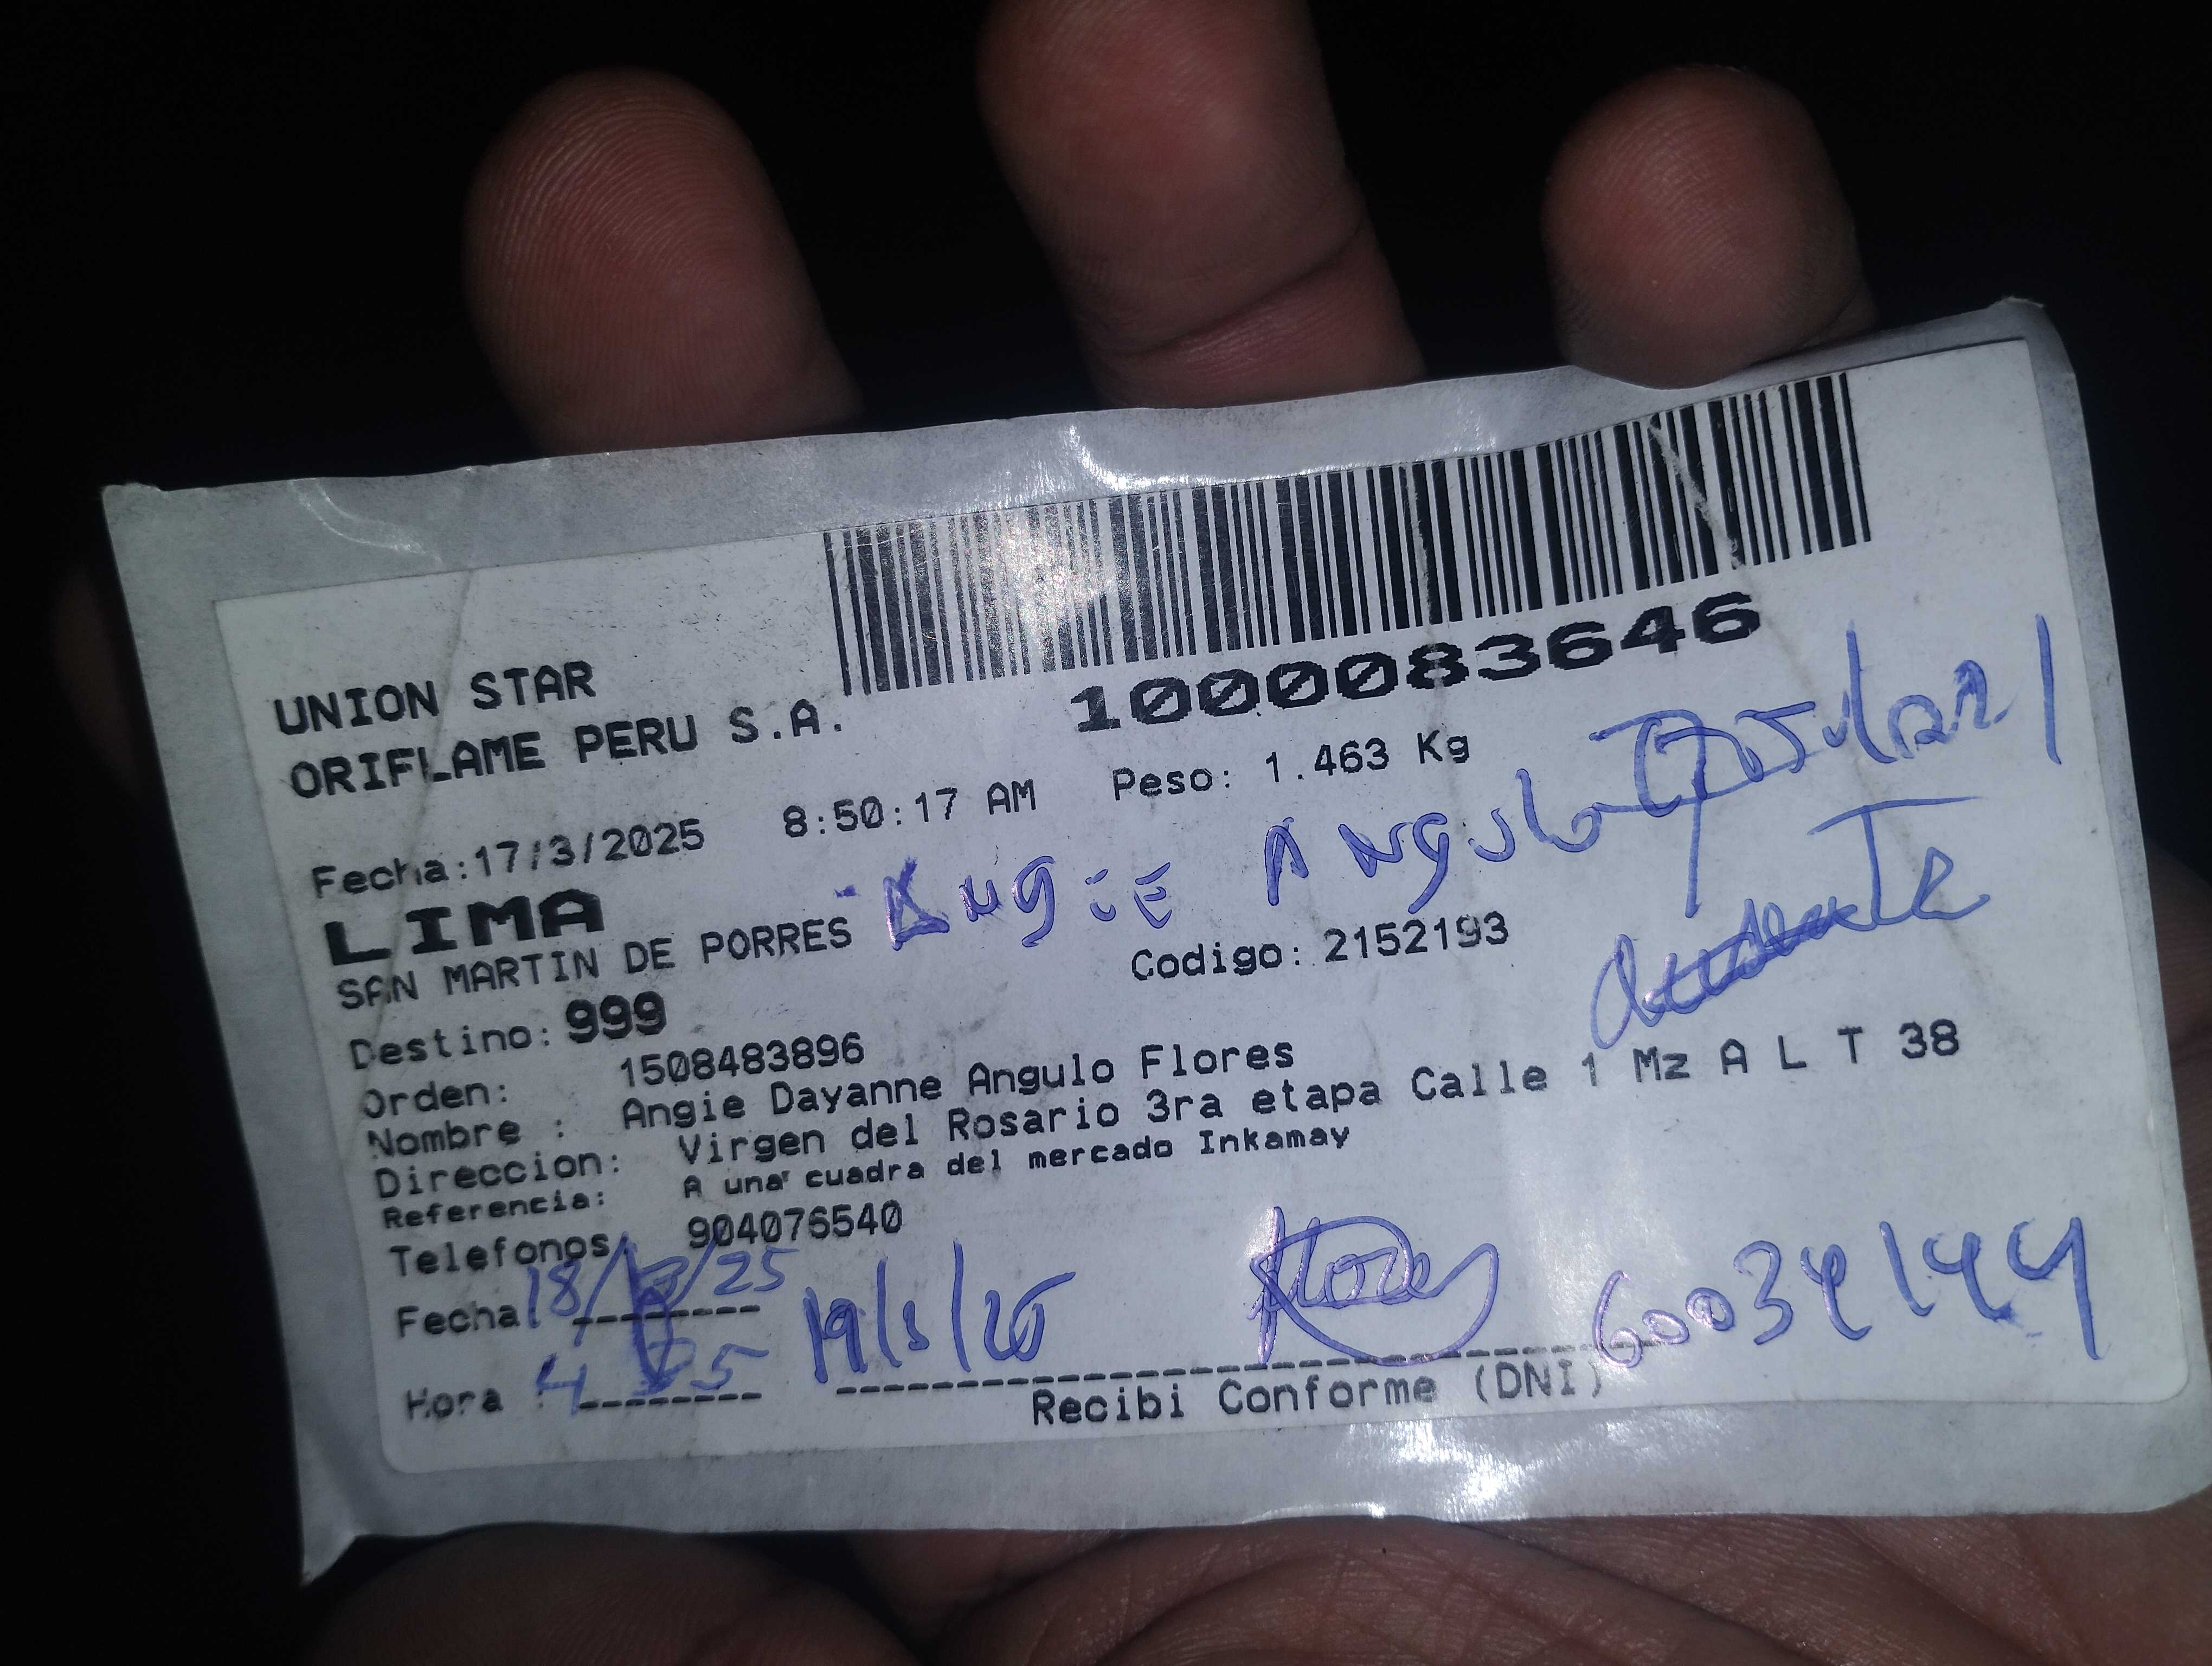 1000083646
UNION STAR
ORIFLAME PERU S.A.
Fecha:17/3/2025 8:50:17 AM Peso: 1.463 Kg
LIMA
SAN MARTIN DE PORRES Angie Angulo
Destino: 999 Codigo: 2152193
Orden: 1508483896
Nombre : Angie Dayanne Angulo Flores
Direccion: Virgen del Rosario 3ra etapa Calle 1 Mz A L T 38
Referencia: A una cuadra del mercado Inkamay
Telefonos 904076540
Fecha: 18/3/25 19/3/25 Flores 60034144
Hora : 4
Recibi Conforme (DNI)